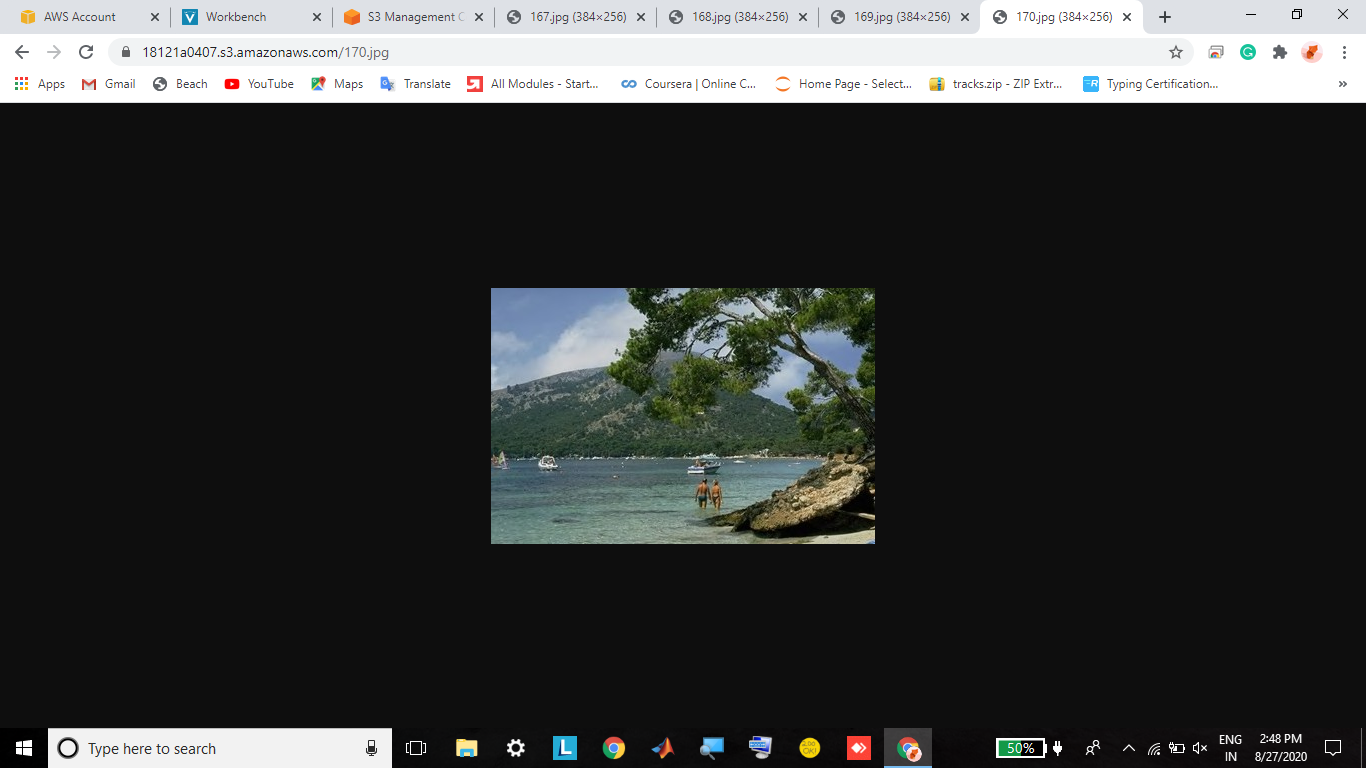 AWS Account
Workbench
S3 Management C
167.jpg (384×256)
168.jpg (384×256)
169.jpg (384×256)
170.jpg (384×256)
18121a0407.s3.amazonaws.com/170.jpg
Apps
Gmail
Beach
YouTube
Maps
Translate
All Modules - Start...
Coursera | Online C...
Home Page - Select...
tracks.zip - ZIP Extr...
Typing Certification...
»
Type here to search
50%
ENG
IN
2:48 PM
8/27/2020